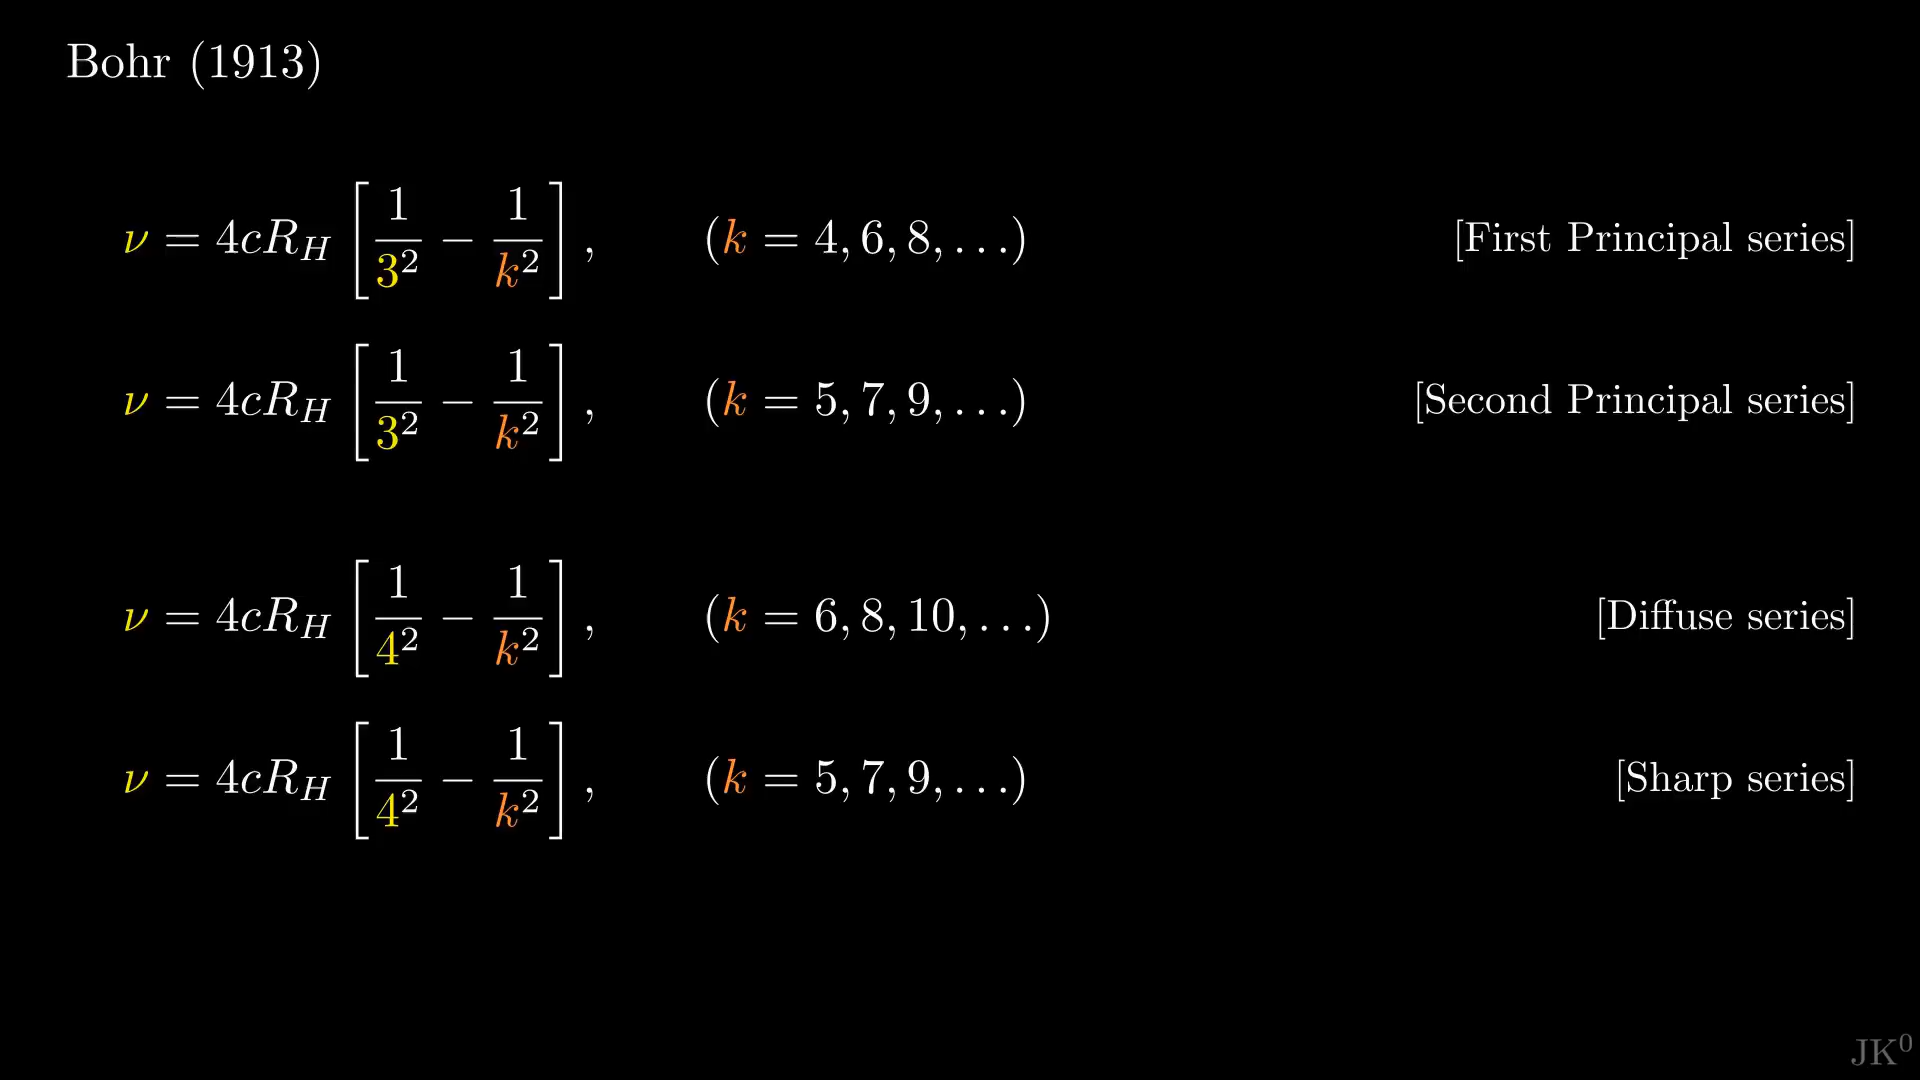 Bohr (1913)
ν = 4cR_H [1/3² − 1/k²], (k = 4, 6, 8, …) [First Principal series]
ν = 4cR_H [1/3² − 1/k²], (k = 5, 7, 9, …) [Second Principal series]
ν = 4cR_H [1/4² − 1/k²], (k = 6, 8, 10, …) [Diffuse series]
ν = 4cR_H [1/4² − 1/k²], (k = 5, 7, 9, …) [Sharp series]
JK⁰